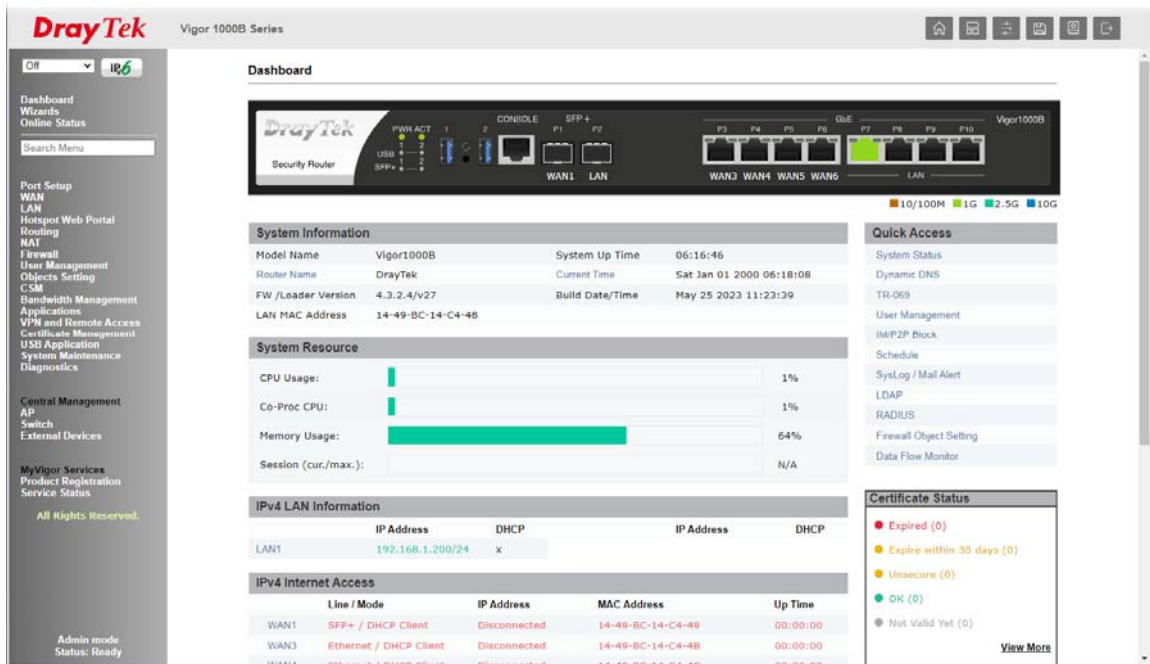 DrayTek
Vigor 1000B Series
Off
IPv6
Dashboard
Wizards
Online Status
Search Menu
Port Setup
WAN
LAN
Hotspot Web Portal
Routing
NAT
Firewall
User Management
Objects Setting
CSM
Bandwidth Management
Applications
VPN and Remote Access
Certificate Management
USB Application
System Maintenance
Diagnostics
Central Management
AP
Switch
External Devices
MyVigor Services
Product Registration
Service Status
All Rights Reserved.
Admin mode
Status: Ready
Dashboard
DrayTek
Security Router
PWR ACT
1 2
USB
SFP+ 1 2
1 2
CONSOLE
SFP+
P1 P2
WAN1 LAN
GbE
Vigor1000B
P3 P4 P5 P6 P7 P8 P9 P10
WAN3 WAN4 WAN5 WAN6 LAN
10/100M 1G 2.5G 10G
System Information
Model Name Vigor1000B System Up Time 06:16:46
Router Name DrayTek Current Time Sat Jan 01 2000 06:18:08
FW /Loader Version 4.3.2.4/v27 Build Date/Time May 25 2023 11:23:39
LAN MAC Address 14-49-BC-14-C4-48
System Resource
CPU Usage: 1%
Co-Proc CPU: 1%
Memory Usage: 64%
Session (cur./max.): N/A
IPv4 LAN Information
IP Address DHCP IP Address DHCP
LAN1 192.168.1.200/24 x
IPv4 Internet Access
Line / Mode IP Address MAC Address Up Time
WAN1 SFP+ / DHCP Client Disconnected 14-49-BC-14-C4-49 00:00:00
WAN3 Ethernet / DHCP Client Disconnected 14-49-BC-14-C4-4B 00:00:00
Quick Access
System Status
Dynamic DNS
TR-069
User Management
IM/P2P Block
Schedule
SysLog / Mail Alert
LDAP
RADIUS
Firewall Object Setting
Data Flow Monitor
Certificate Status
Expired (0)
Expire within 30 days (0)
Unsecure (0)
OK (0)
Not Valid Yet (0)
View More